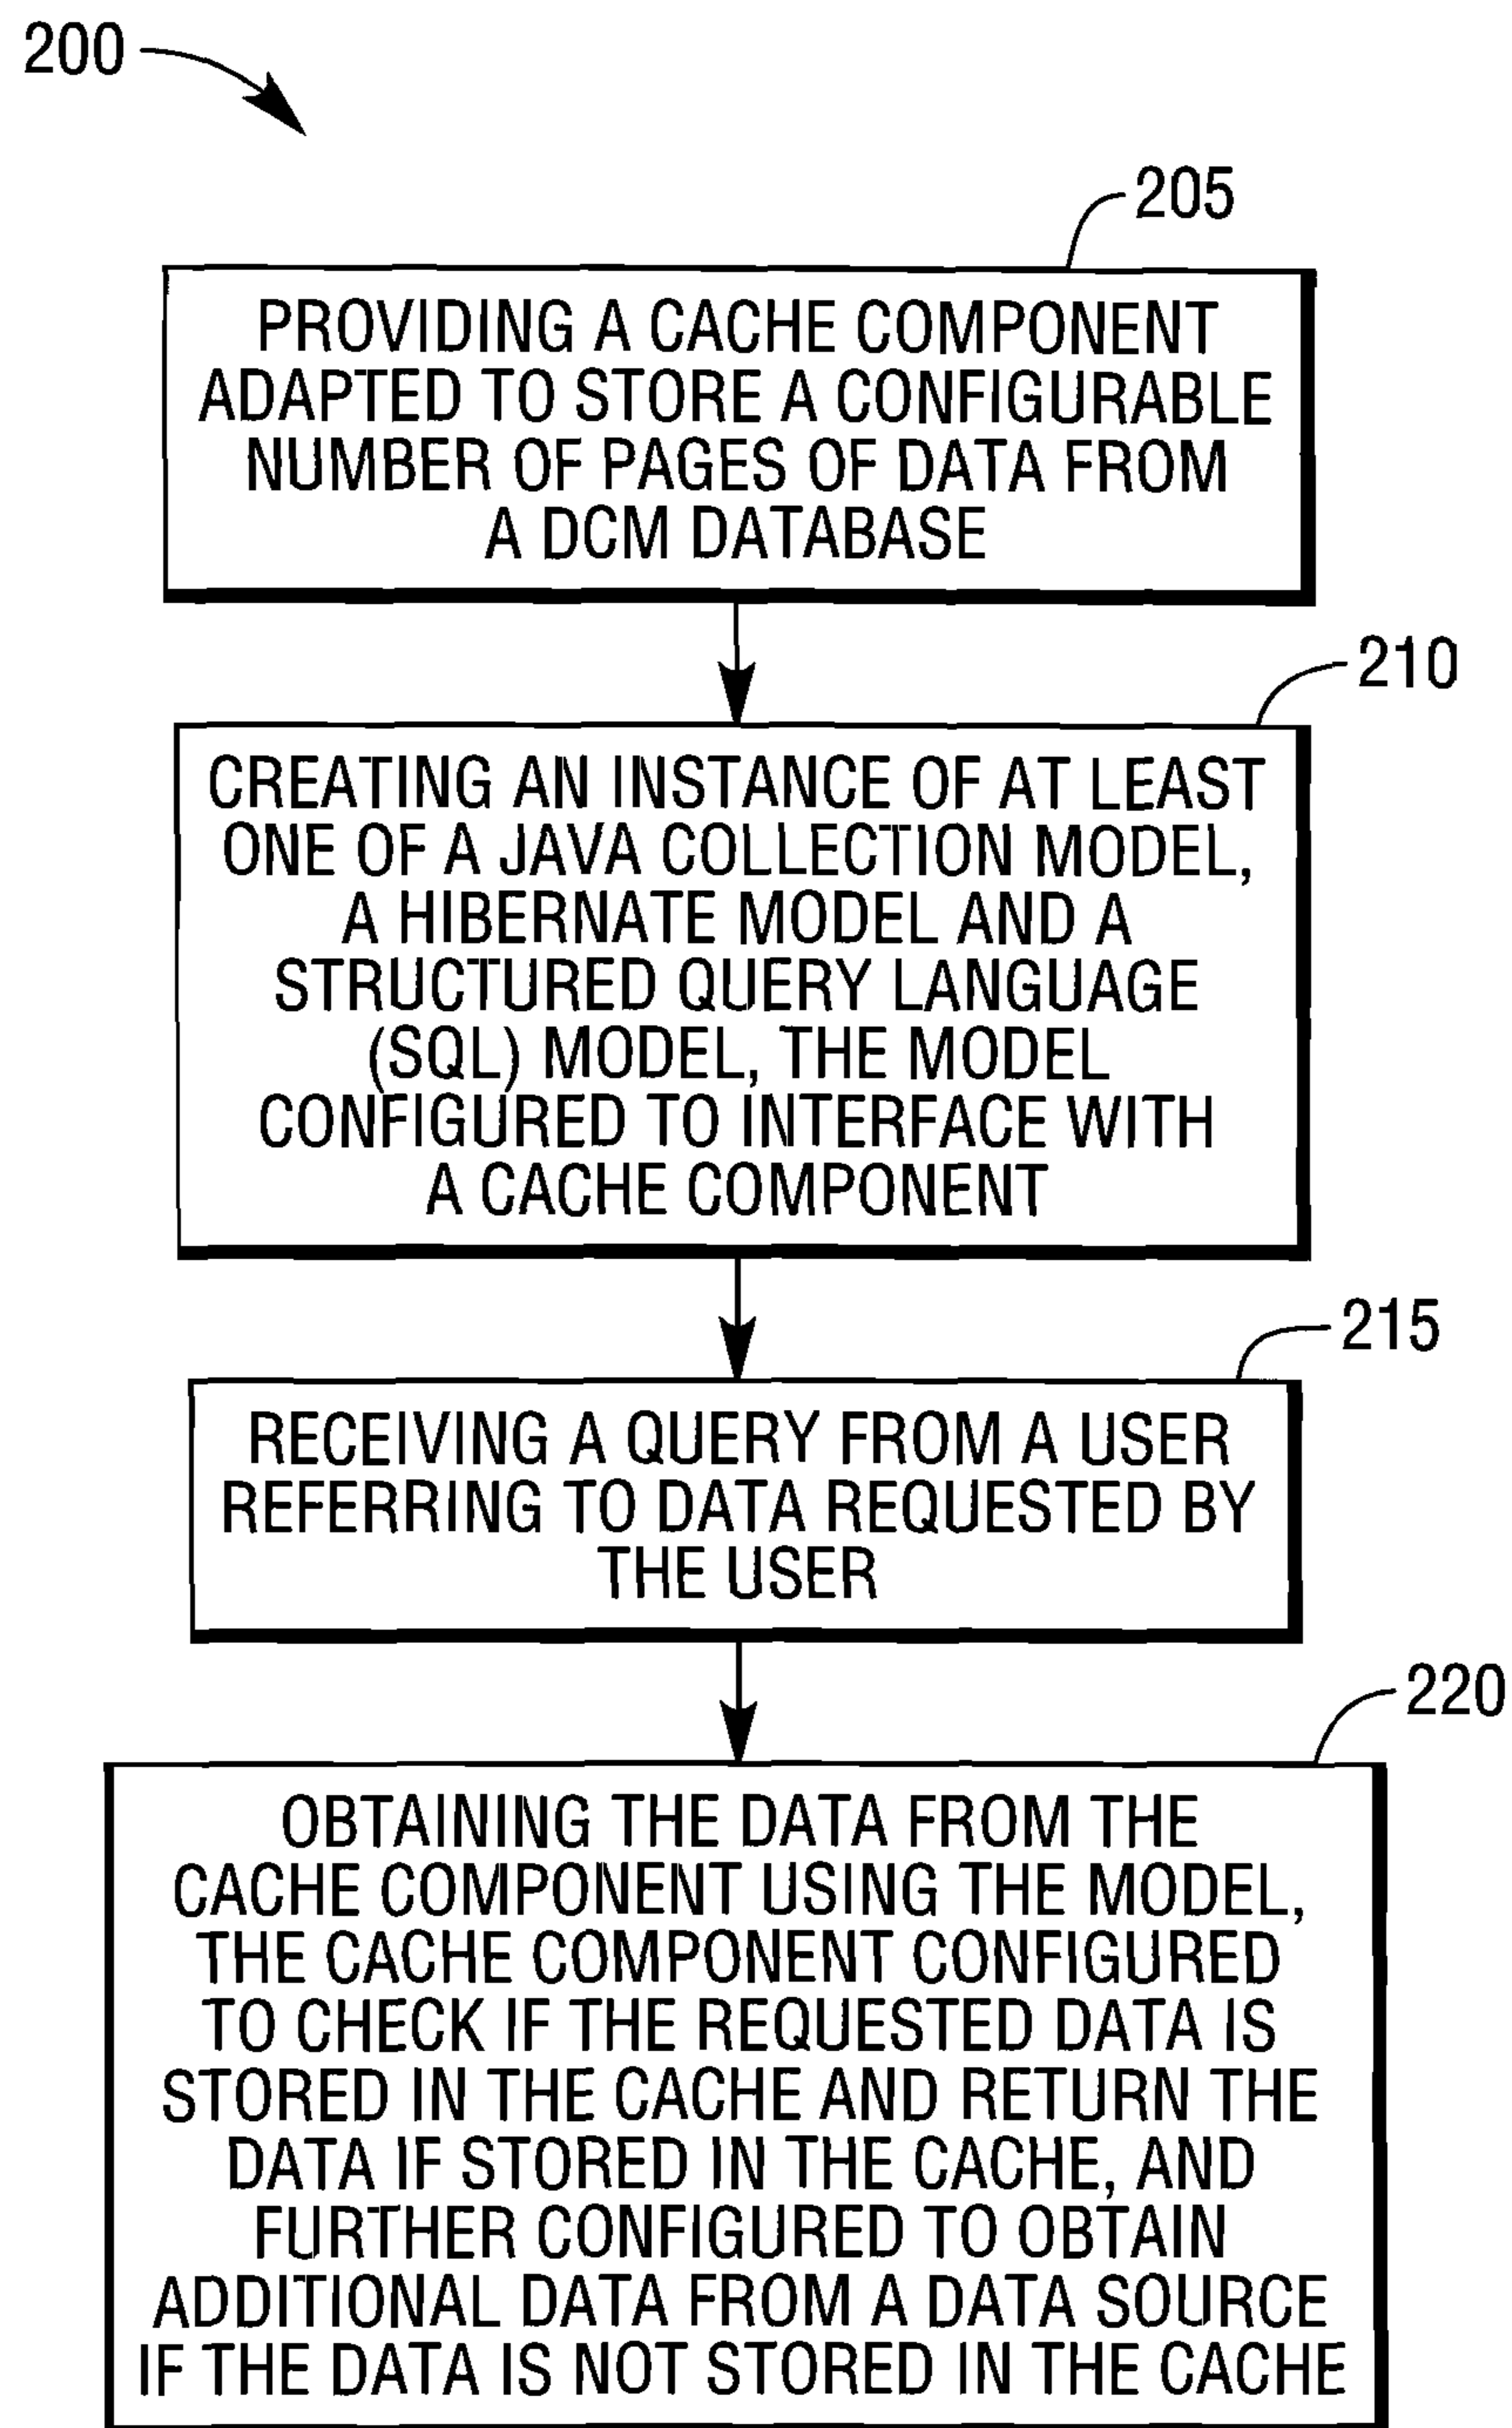 200
205
PROVIDING A CACHE COMPONENT
ADAPTED TO STORE A CONFIGURABLE
NUMBER OF PAGES OF DATA FROM
A DCM DATABASE
210
CREATING AN INSTANCE OF AT LEAST
ONE OF A JAVA COLLECTION MODEL,
A HIBERNATE MODEL AND A
STRUCTURED QUERY LANGUAGE
(SQL) MODEL, THE MODEL
CONFIGURED TO INTERFACE WITH
A CACHE COMPONENT
215
RECEIVING A QUERY FROM A USER
REFERRING TO DATA REQUESTED BY
THE USER
220
OBTAINING THE DATA FROM THE
CACHE COMPONENT USING THE MODEL,
THE CACHE COMPONENT CONFIGURED
TO CHECK IF THE REQUESTED DATA IS
STORED IN THE CACHE AND RETURN THE
DATA IF STORED IN THE CACHE, AND
FURTHER CONFIGURED TO OBTAIN
ADDITIONAL DATA FROM A DATA SOURCE
IF THE DATA IS NOT STORED IN THE CACHE